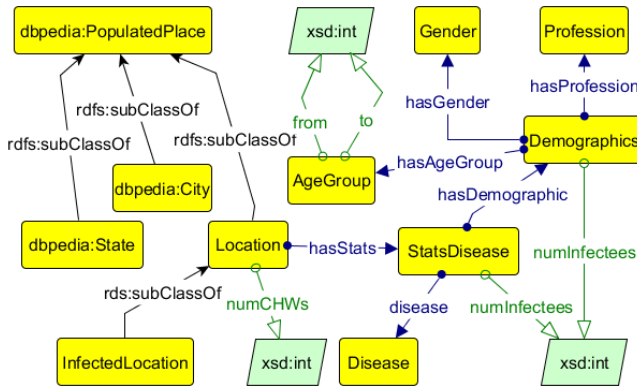 dbpedia:PopulatedPlace
xsd:int
Gender
Profession
rdfs:subClassOf
hasGender
hasProfession
rdfs:subClassOf
rdfs:subClassOf
from
to
Demographics
hasAgeGroup
dbpedia:City
AgeGroup
hasDemographic
dbpedia:State
Location
hasStats
StatsDisease
numInfectees
rds:subClassOf
numCHWs
disease
numInfectees
InfectedLocation
xsd:int
Disease
xsd:int